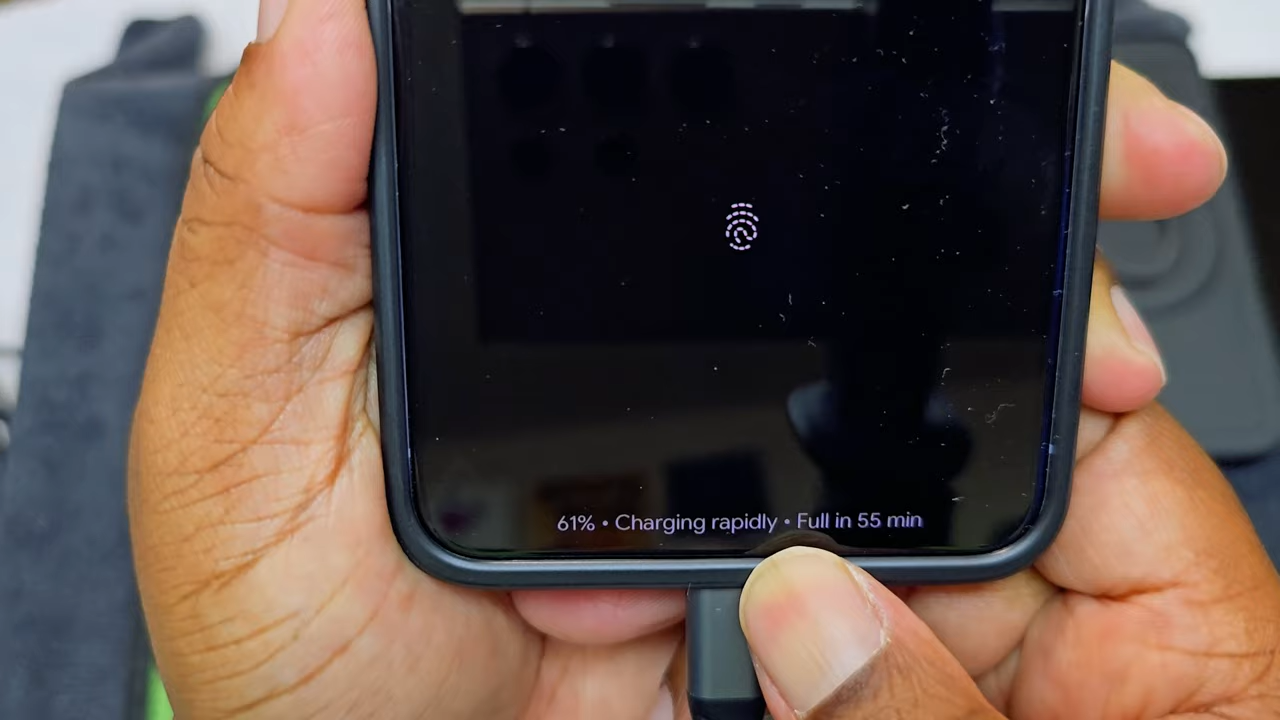 61% • Charging rapidly • Full in 55 min